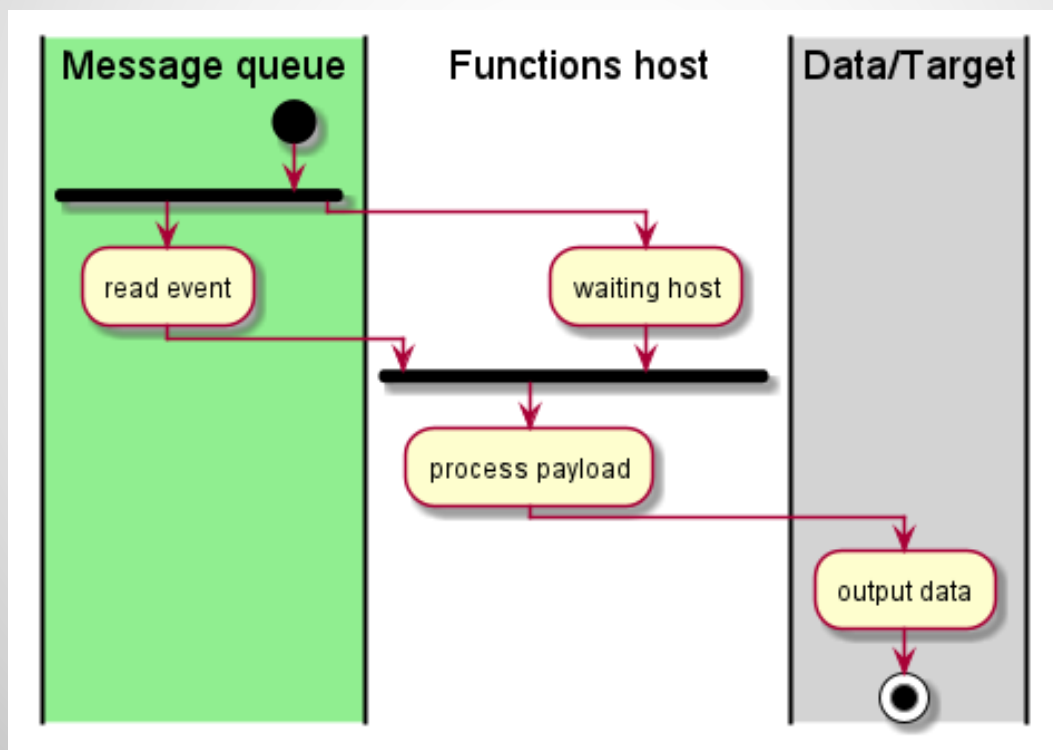 Message queue
Functions host
Data/Target
read event
waiting host
process payload
output data